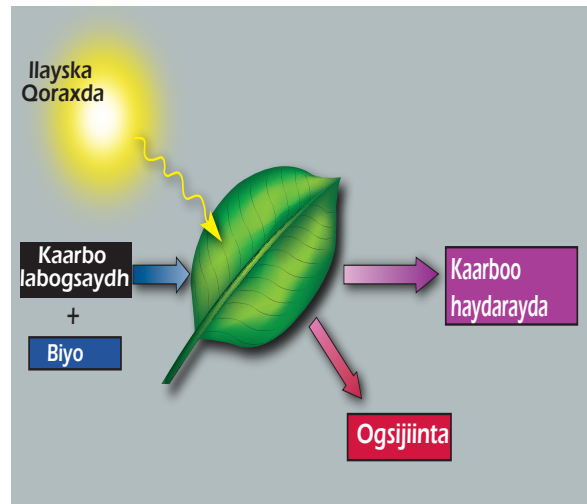 Ilayska
Qoraxda
Kaarbo
labogsaydh
+
Biyo
Kaarboo
haydarayda
Ogsijiinta